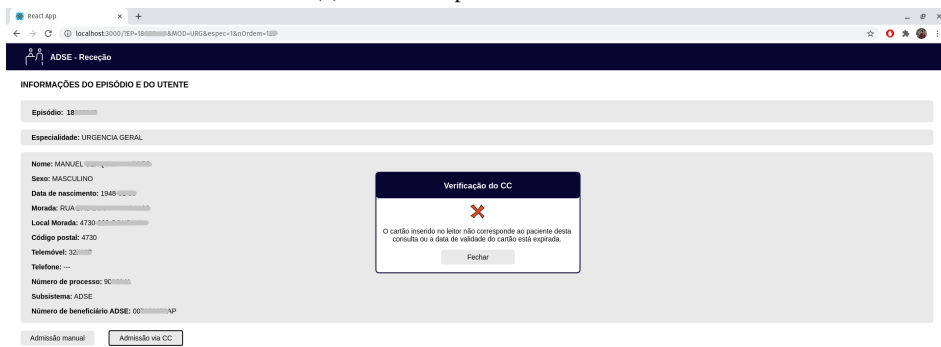 React App
localhost:3000/?EP=18 &MOD=URG&espec=1&nOrdem=1
ADSE - Receção
INFORMAÇÕES DO EPISÓDIO E DO UTENTE
Episódio: 18
Especialidade: URGENCIA GERAL
Nome: MANUEL
Sexo: MASCULINO
Data de nascimento: 1948-
Morada: RUA
Local Morada: 4730-
Código postal: 4730
Telemóvel: 32
Telefone: ---
Número de processo: 90
Subsistema: ADSE
Número de beneficiário ADSE: 00 AP
Verificação do CC
O cartão inserido no leitor não corresponde ao paciente desta
consulta ou a data de validade do cartão está expirada.
Fechar
Admissão manual Admissão via CC